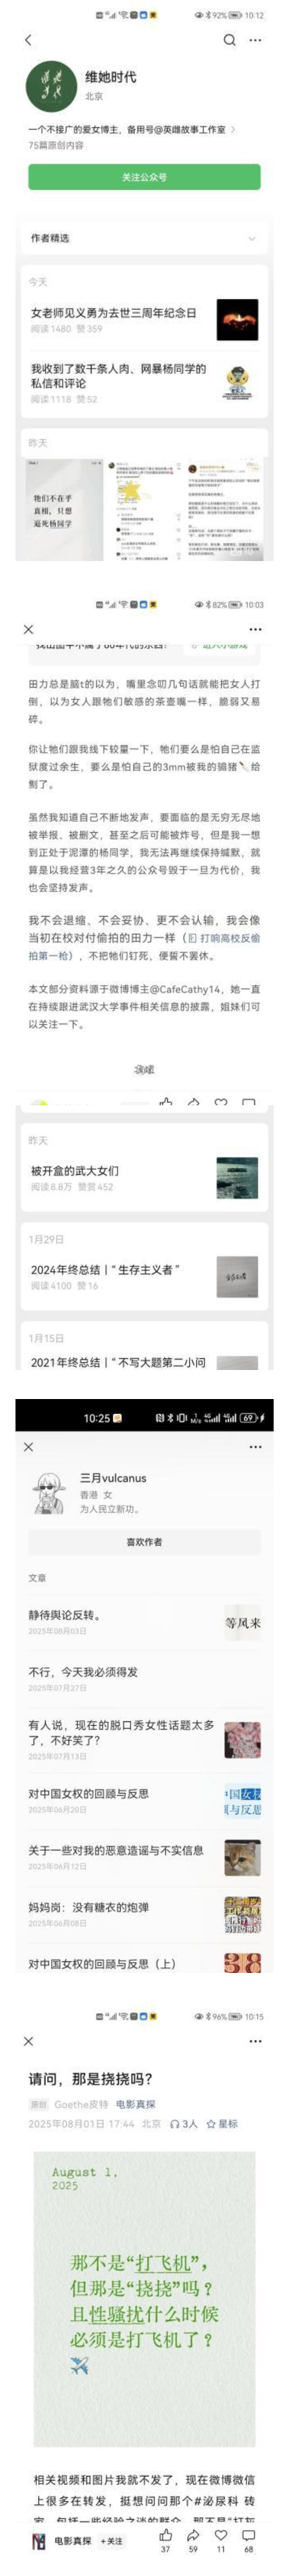 92% 10:12
维她时代
北京
一个不接广的爱女博主，备用号@英雌故事工作室
75篇原创内容
关注公众号
作者精选
今天
女老师见义勇为去世三周年纪念日
阅读1480 赞359
我收到了数千条人肉、网暴杨同学的
私信和评论
阅读1118 赞52
昨天
牠们不在乎
真相，只想
逼死杨同学
82% 10:03
田力总是脑t的以为，嘴里念叨几句话就能把女人打
倒，以为女人跟牠们敏感的茶壶嘴一样，脆弱又易
碎。
你让牠们跟我线下较量一下，牠们要么是怕自己在监
狱度过余生，要么是怕自己的3mm被我的骟猪🔪给
劁了。
虽然我知道自己不断地发声，要面临的是无穷无尽地
被举报、被删文，甚至之后可能被炸号，但是我一想
到正处于泥潭的杨同学，我无法再继续保持缄默，就
算是以我经营3年之久的公众号毁于一旦为代价，我
也会坚持发声。
我不会退缩、不会妥协、更不会认输，我会像
当初在校对付偷拍的田力一样（打响高校反偷
拍第一枪），不把牠们钉死，便誓不罢休。
本文部分资料源于微博博主@CafeCathy14，她一直
在持续跟进武汉大学事件相关信息的披露，姐妹们可
以关注一下。
昨天
被开盒的武大女们
阅读8.8万 赞赏452
1月29日
2024年终总结｜“生存主义者”
阅读4100 赞16
1月15日
2021年终总结｜“不写大题第二小问
10:25 69
三月vulcanus
香港 女
为人民立新功。
喜欢作者
文章
静待舆论反转。
等风来
2025年08月03日
不行，今天我必须得发
2025年07月27日
有人说，现在的脱口秀女性话题太多
了，不好笑了？
2025年07月13日
对中国女权的回顾与反思
2025年06月20日
关于一些对我的恶意造谣与不实信息
2025年06月12日
妈妈岗：没有糖衣的炮弹
2025年06月08日
对中国女权的回顾与反思（上）
96% 10:15
请问，那是挠挠吗？
原创 Goethe皮特 电影真探
2025年08月01日 17:44 北京 3人 星标
August 1,
2025
那不是“打飞机”，
但那是“挠挠”吗？
且性骚扰什么时候
必须是打飞机了？
相关视频和图片我就不发了，现在微博微信
上很多在转发，挺想问问那个#泌尿科 砖
电影真探 +关注
37 59 11 68